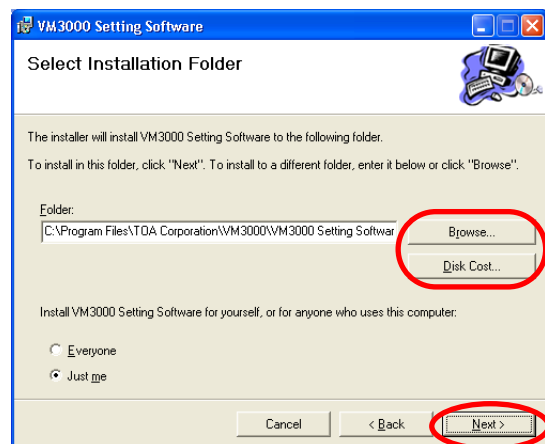 VM3000 Setting Software
Select Installation Folder
The installer will install VM3000 Setting Software to the following folder.
To install in this folder, click "Next". To install to a different folder, enter it below or click "Browse".
Folder:
C:\Program Files\TOA Corporation\VM3000\VM3000 Setting Softwar
Browse...
Disk Cost...
Install VM3000 Setting Software for yourself, or for anyone who uses this computer:
Everyone
Just me
Cancel
< Back
Next >